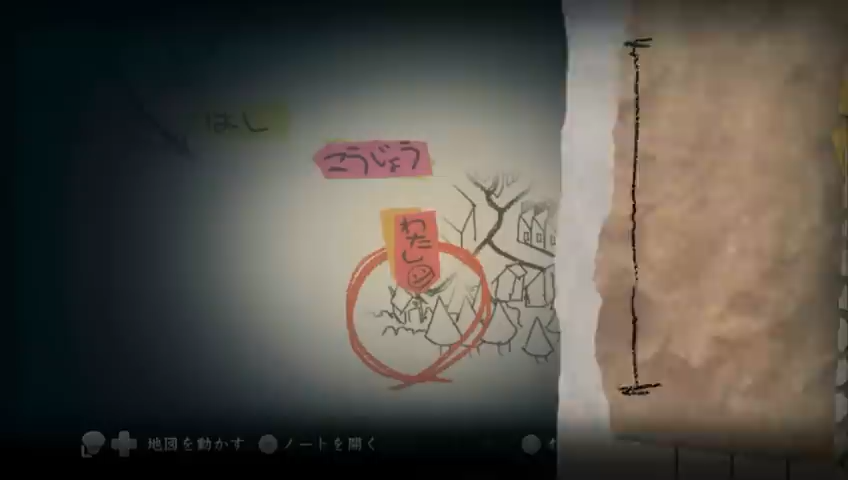 はし
こうじょう
わたし
地図を動かす
ノートを開く